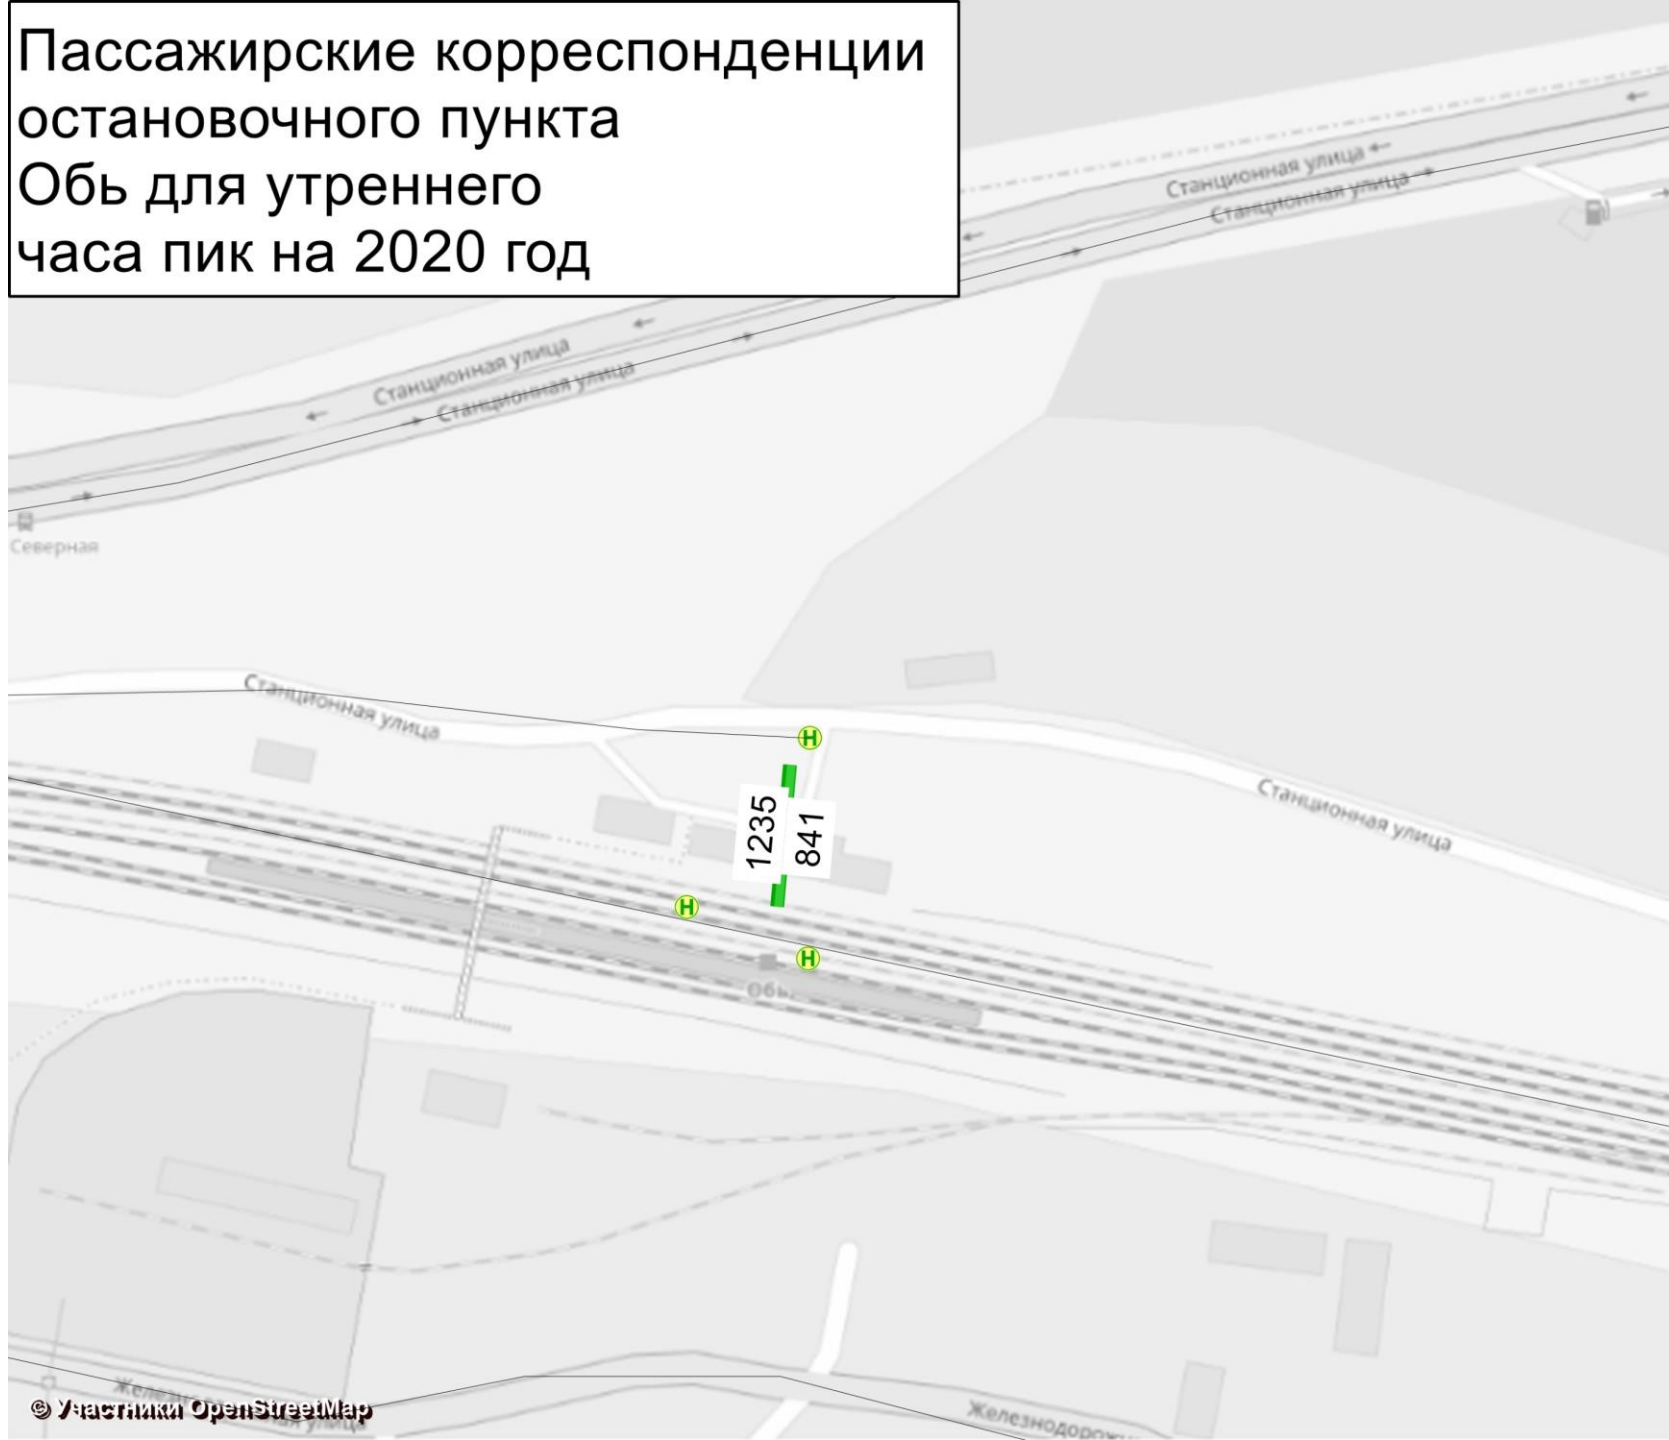 Пассажирские корреспонденции
остановочного пункта
Обь для утреннего
часа пик на 2020 год
Станционная улица
Станционная улица
Станционная улица
Станционная улица
Северная
Станционная улица
H
Станционная улица
1235
841
H
H
Обь
Железнодорожн
© Участники OpenStreetMap